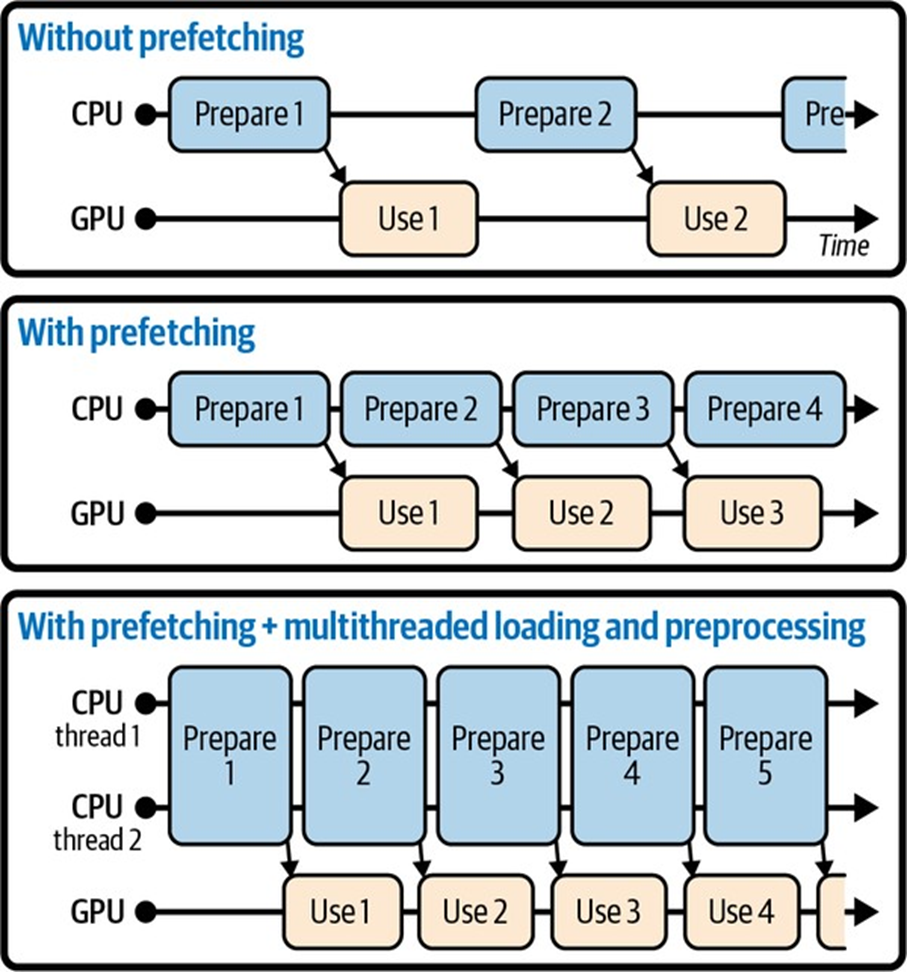 Without prefetching
CPU
Prepare 1
Prepare 2
Pre
GPU
Use 1
Use 2
Time
With prefetching
CPU
Prepare 1
Prepare 2
Prepare 3
Prepare 4
GPU
Use 1
Use 2
Use 3
With prefetching + multithreaded loading and preprocessing
CPU
thread 1
Prepare
1
Prepare
2
Prepare
3
Prepare
4
Prepare
5
CPU
thread 2
GPU
Use 1
Use 2
Use 3
Use 4